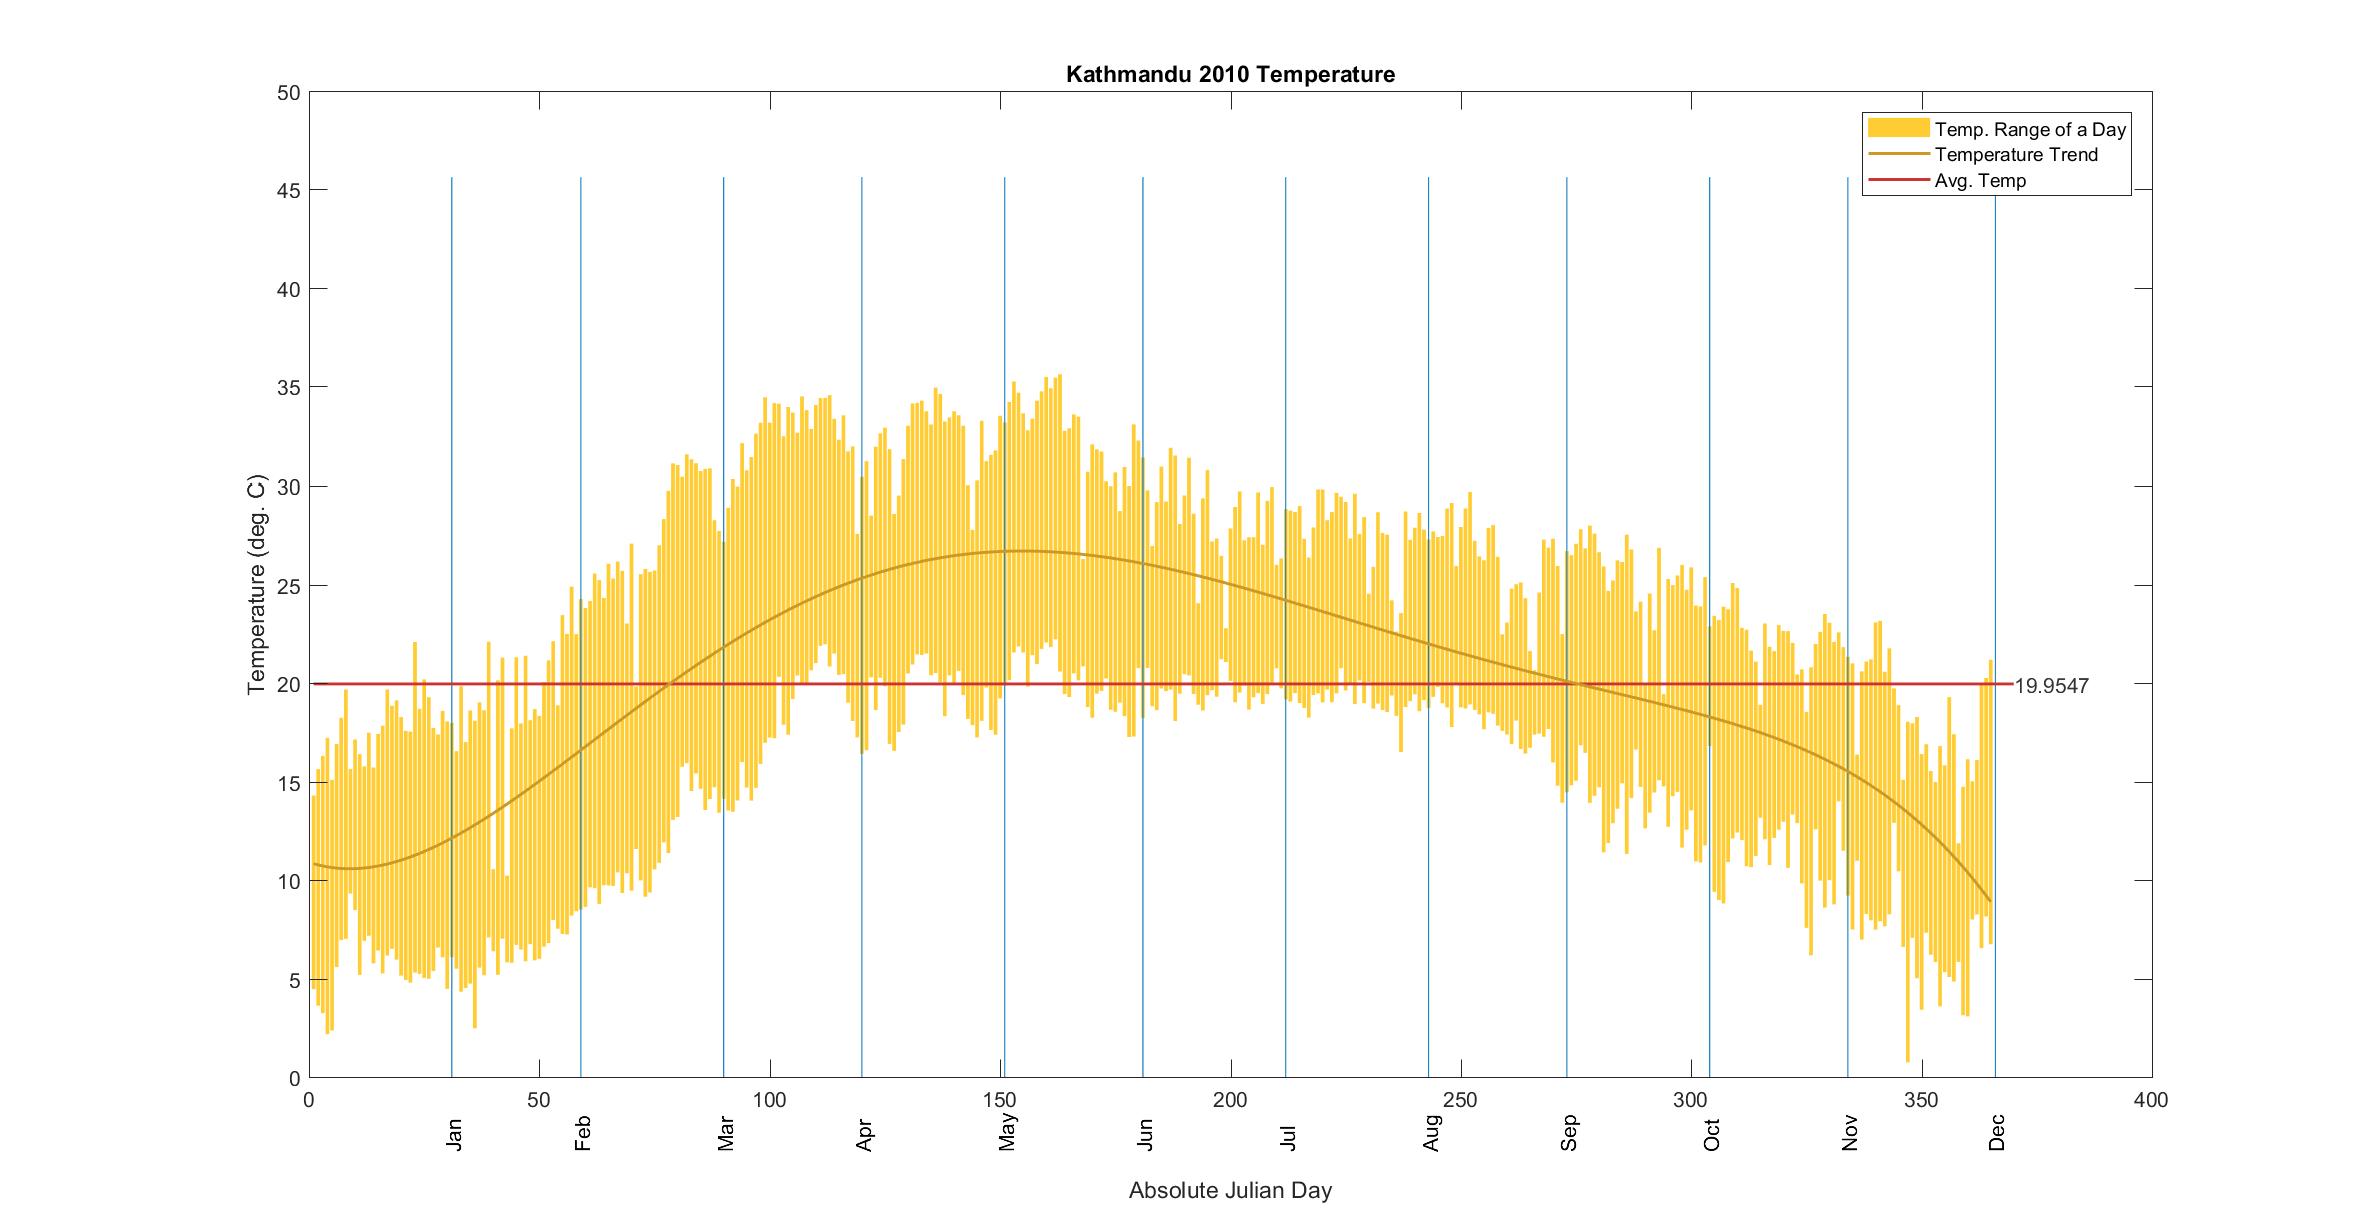 Kathmandu 2010 Temperature
Temp. Range of a Day
Temperature Trend
Avg. Temp
Temperature (deg. C)
50
45
40
35
30
25
20
15
10
5
0
19.9547
0 50 100 150 200 250 300 350 400
Jan Feb Mar Apr May Jun Jul Aug Sep Oct Nov Dec
Absolute Julian Day